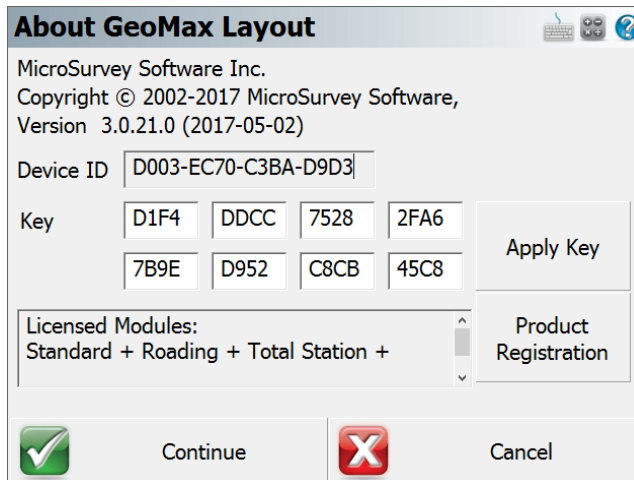 About GeoMax Layout
MicroSurvey Software Inc.
Copyright © 2002-2017 MicroSurvey Software,
Version 3.0.21.0 (2017-05-02)
Device ID D003-EC70-C3BA-D9D3
Key D1F4 DDCC 7528 2FA6
7B9E D952 C8CB 45C8
Apply Key
Licensed Modules:
Standard + Roading + Total Station +
Product
Registration
Continue
Cancel